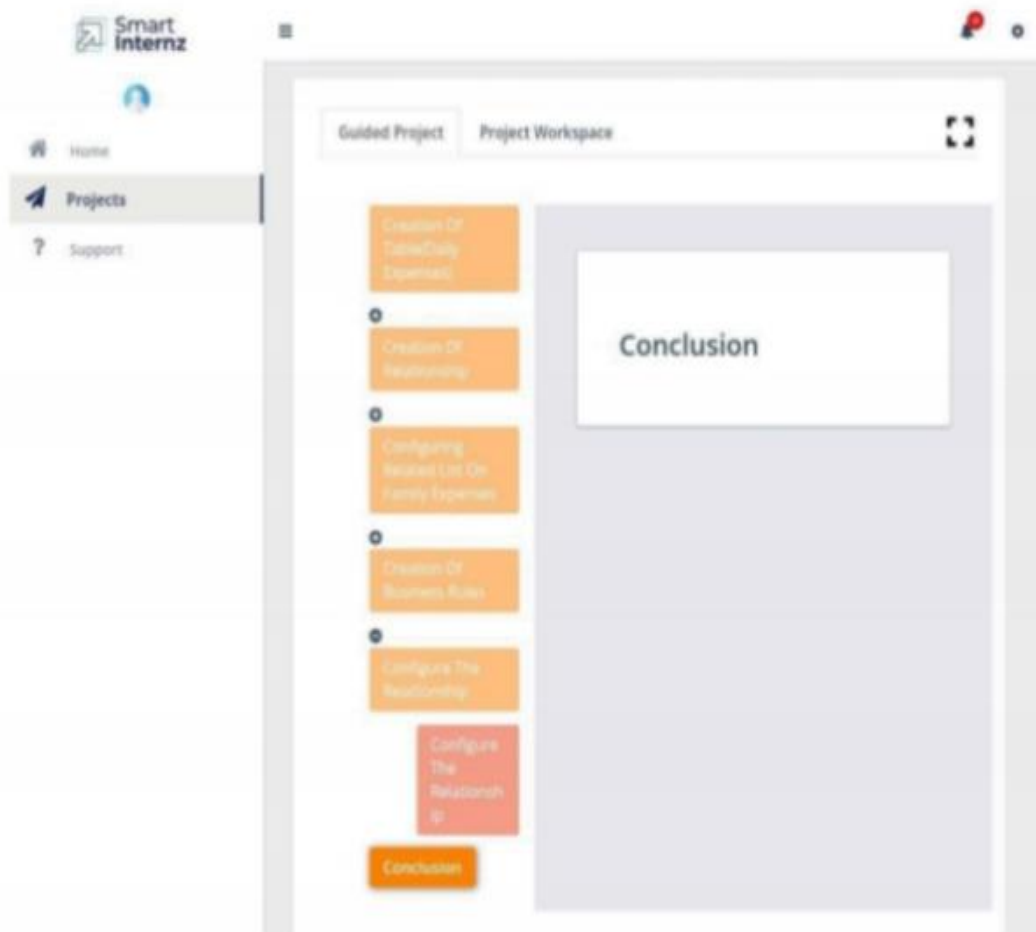 Smart
Internz
Home
Projects
Support
Guided Project
Project Workspace
Creation Of
Table(Daily
Expenses)
Creation Of
Relationship
Configuring
Related List On
Family Expenses
Creation Of
Business Rules
Configure The
Relationship
Configure
The
Relationsh
ip
Conclusion
Conclusion